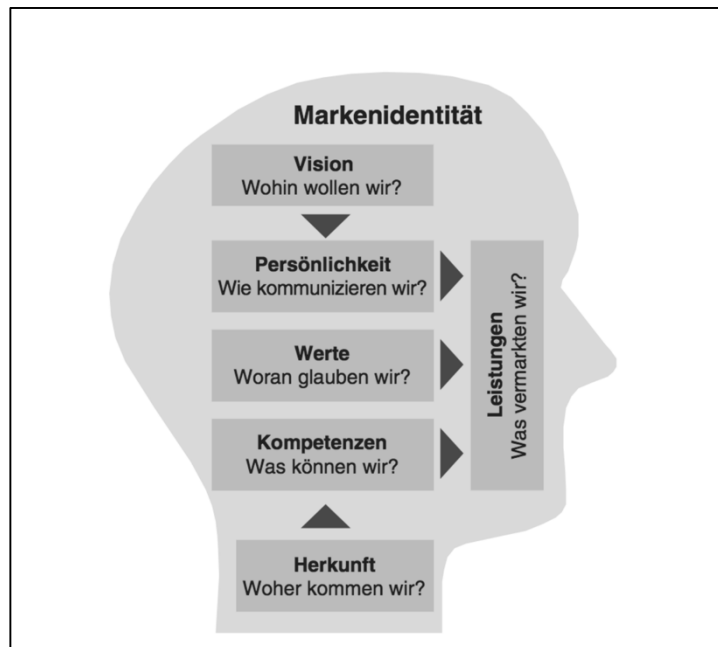 Markenidentität
Vision
Wohin wollen wir?
Persönlichkeit
Wie kommunizieren wir?
Werte
Woran glauben wir?
Kompetenzen
Was können wir?
Herkunft
Woher kommen wir?
Leistungen
Was vermarkten wir?